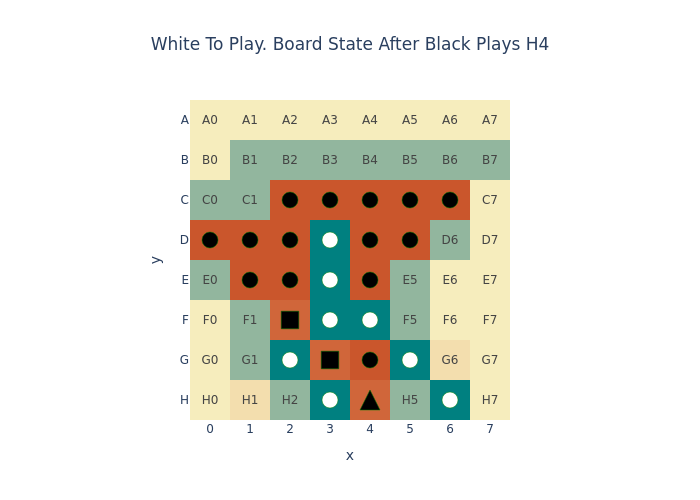 White To Play. Board State After Black Plays H4
A A0 A1 A2 A3 A4 A5 A6 A7
B B0 B1 B2 B3 B4 B5 B6 B7
C C0 C1 C7
D D6 D7
E E0 E5 E6 E7
F F0 F1 F5 F6 F7
G G0 G1 G6 G7
H H0 H1 H2 H5 H7
0 1 2 3 4 5 6 7
x
y